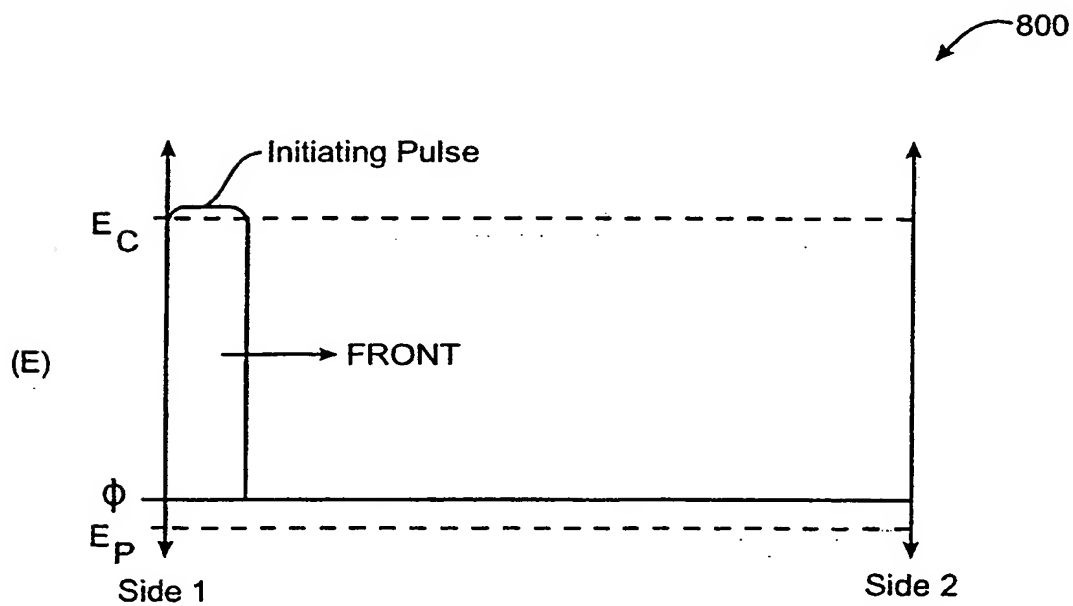 800
Initiating Pulse
E_C
(E)
FRONT
ϕ
E_P
Side 1
Side 2